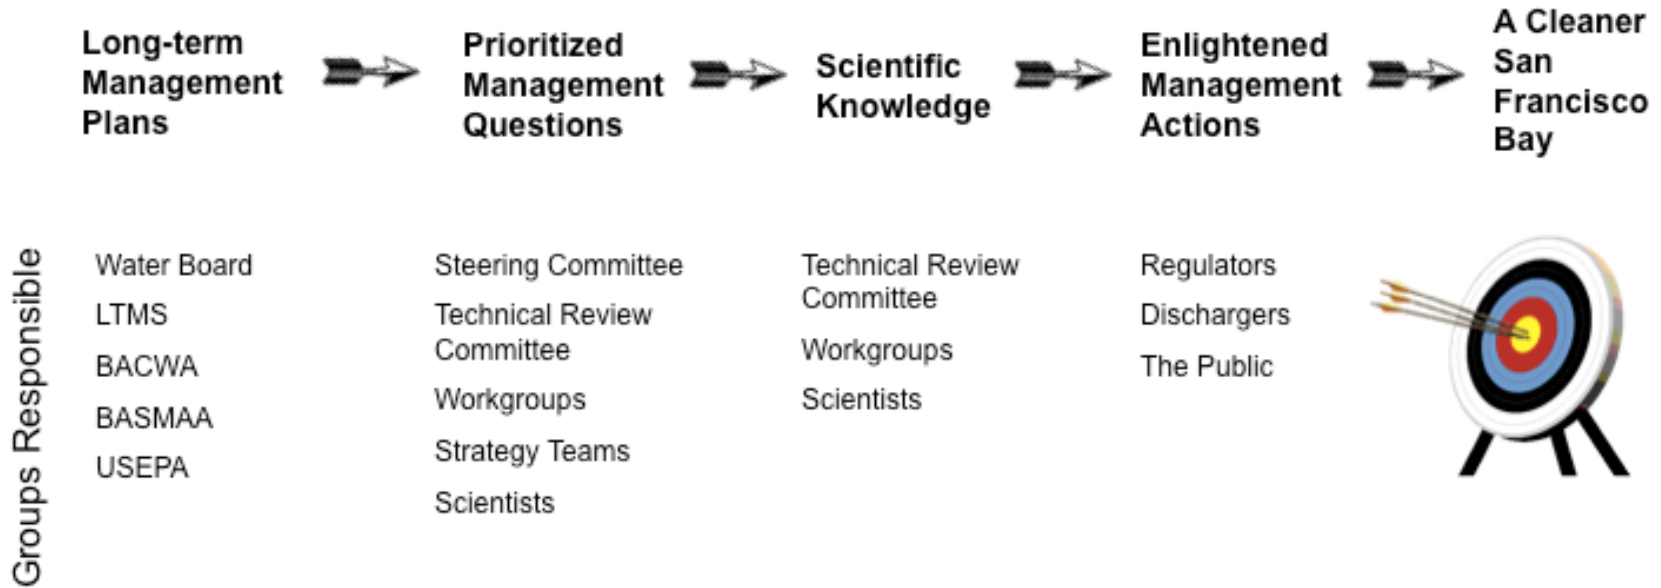 Long-term
Management
Plans
Prioritized
Management
Questions
Scientific
Knowledge
Enlightened
Management
Actions
A Cleaner
San
Francisco
Bay
Groups Responsible
Water Board
LTMS
BACWA
BASMAA
USEPA
Steering Committee
Technical Review
Committee
Workgroups
Strategy Teams
Scientists
Technical Review
Committee
Workgroups
Scientists
Regulators
Dischargers
The Public